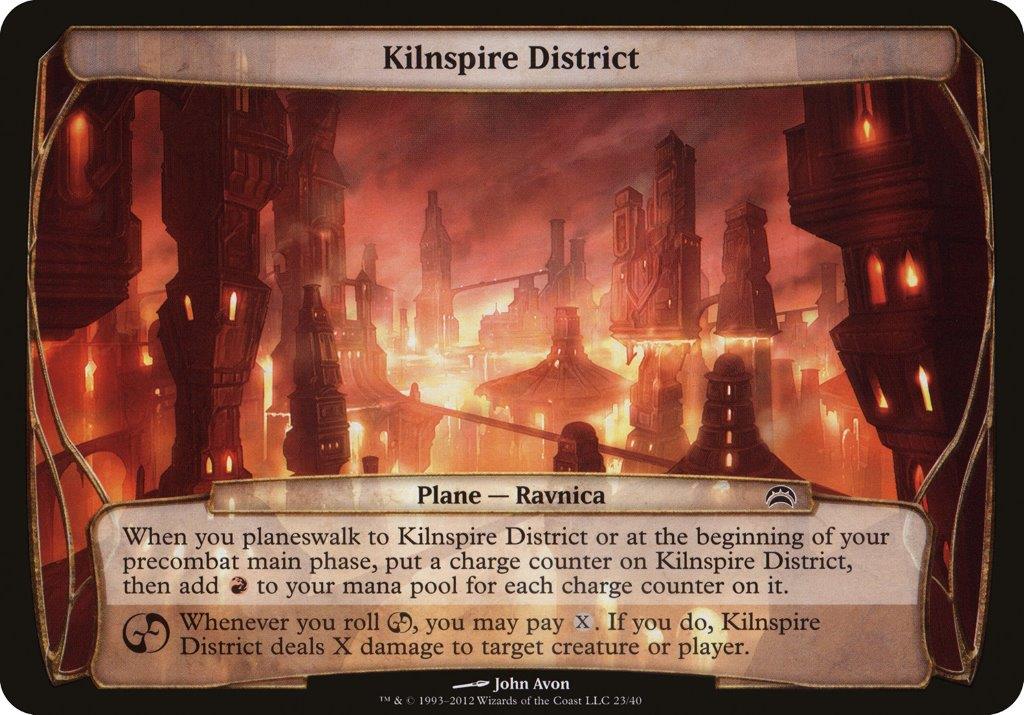 Kilnspire District
Plane — Ravnica
When you planeswalk to Kilnspire District or at the beginning of your
precombat main phase, put a charge counter on Kilnspire District,
then add to your mana pool for each charge counter on it.
Whenever you roll , you may pay X. If you do, Kilnspire
District deals X damage to target creature or player.
John Avon
™ & © 1993–2012 Wizards of the Coast LLC 23/40